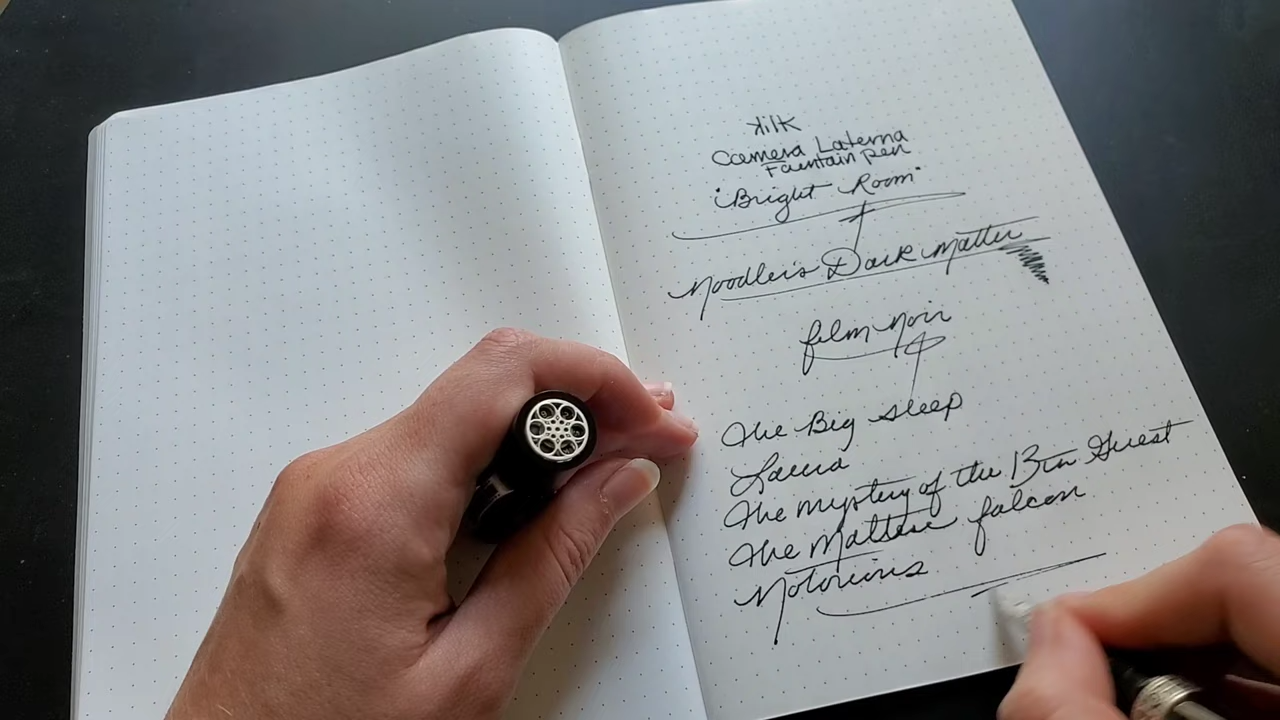 Kilk
Camera Laterna
Fountain pen
"Bright Room"
Noodler's Dark Matter
film noir
The Big Sleep
Laura
The mystery of the 13th Guest
The Maltese falcon
Notorious